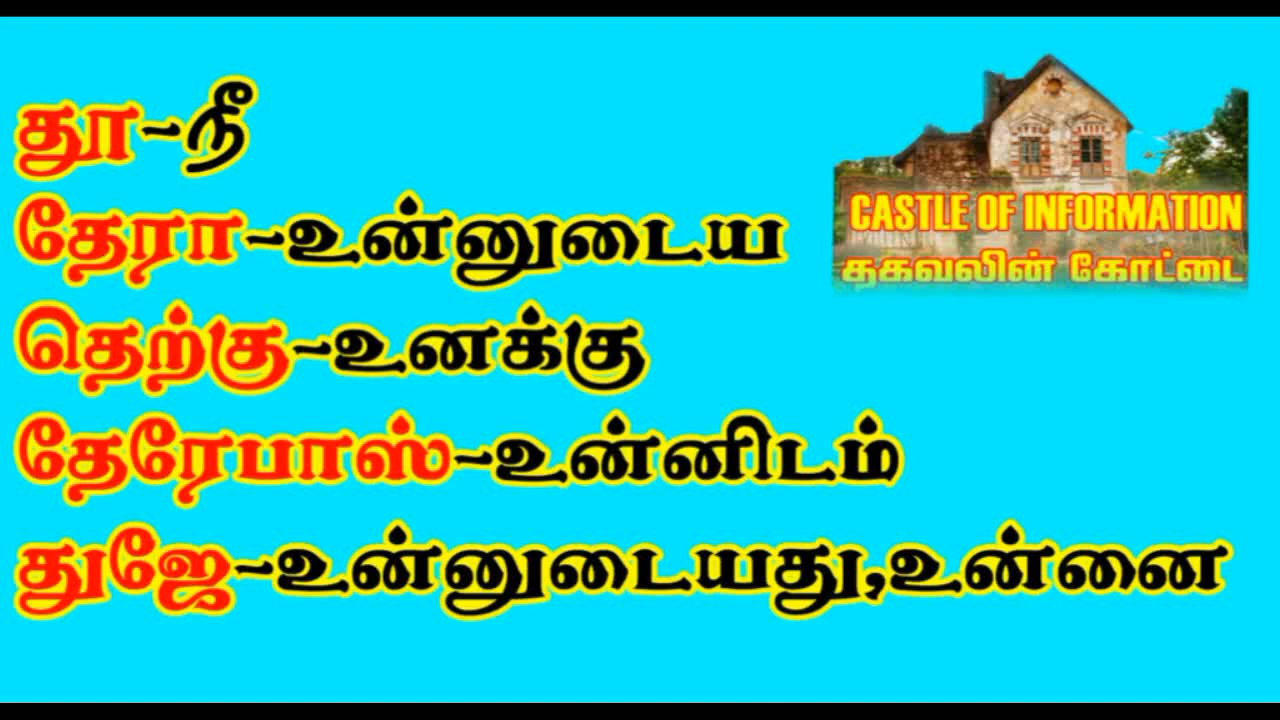 தூ-நீ
தேரா-உன்னுடைய
தெற்கு-உனக்கு
தேரேபாஸ்-உன்னிடம்
துஜே-உன்னுடையது,உன்னை
CASTLE OF INFORMATION
தகவலின் கோட்டை